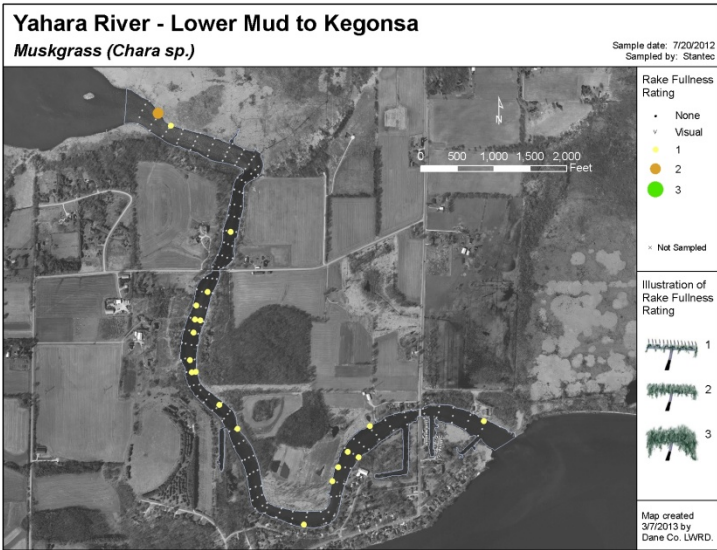 Yahara River - Lower Mud to Kegonsa
Muskgrass (Chara sp.)
Sample date: 7/20/2012
Sampled by: Stantec
N
0 500 1,000 1,500 2,000
Feet
Rake Fullness
Rating
None
Visual
1
2
3
Not Sampled
Illustration of
Rake Fullness
Rating
1
2
3
Map created
3/7/2013 by
Dane Co. LWRD.